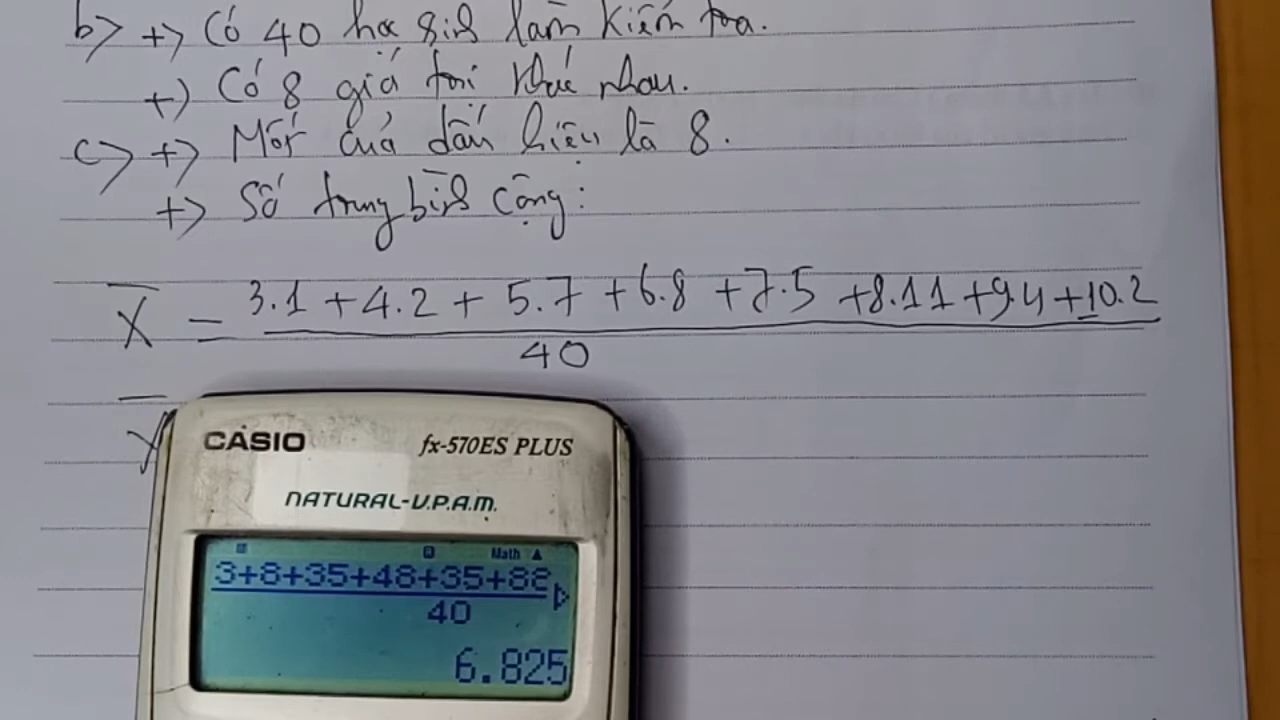 b> +> Có 40 học sinh làm kiểm tra.
+) Có 8 giá trị khác nhau.
c> +> Mốt của dấu hiệu là 8.
+> Số trung bình cộng:
X = 3.1 + 4.2 + 5.7 + 6.8 + 7.5 + 8.11 + 9.4 + 10.2
40
CASIO fx-570ES PLUS
NATURAL-V.P.A.M.
Math
3+8+35+48+35+88
40
6.825